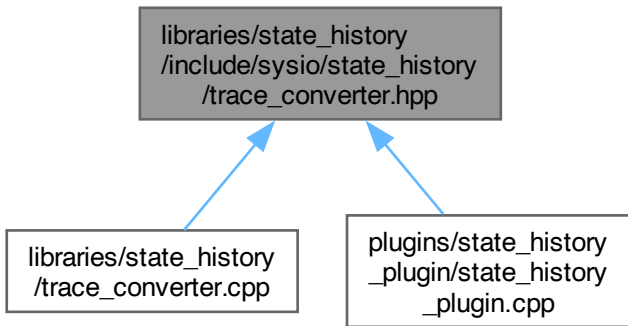 libraries/state_history
/include/sysio/state_history
/trace_converter.hpp
libraries/state_history
/trace_converter.cpp
plugins/state_history
_plugin/state_history
_plugin.cpp